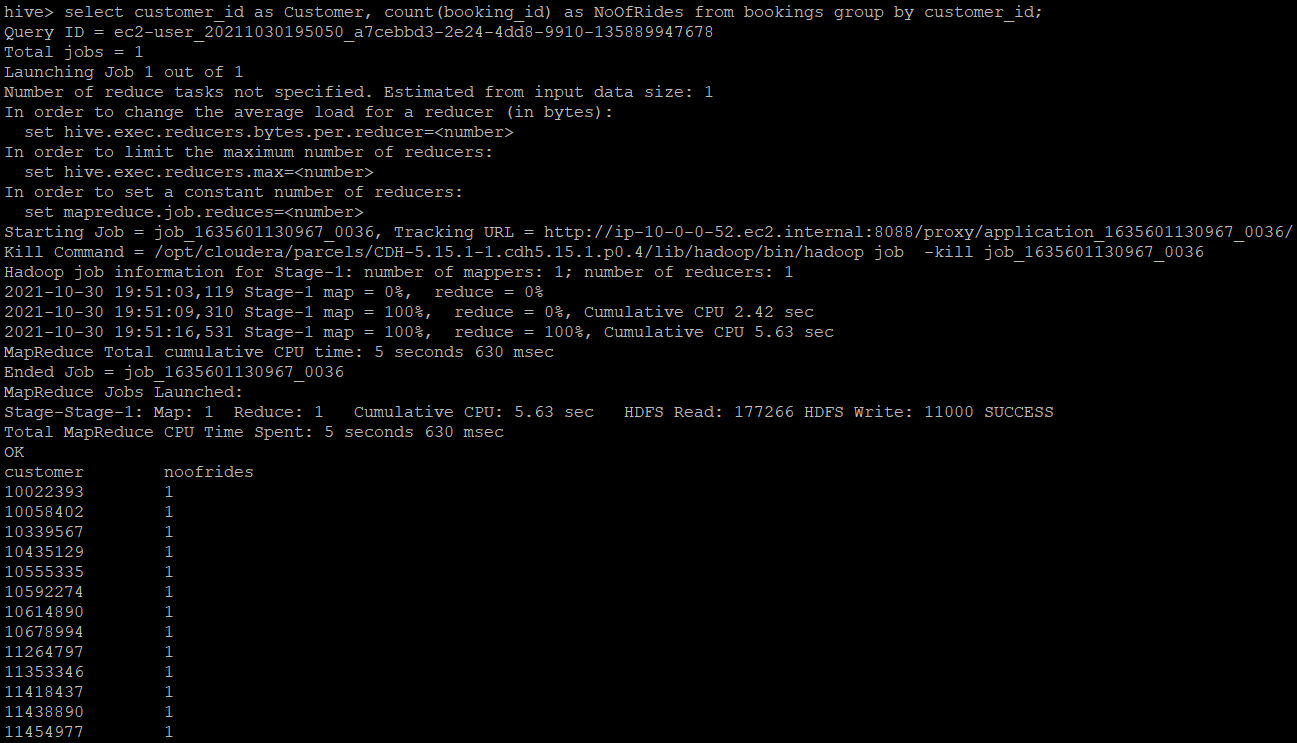 hive> select customer_id as Customer, count(booking_id) as NoOfRides from bookings group by customer_id;
Query ID = ec2-user_20211030195050_a7cebbd3-2e24-4dd8-9910-135889947678
Total jobs = 1
Launching Job 1 out of 1
Number of reduce tasks not specified. Estimated from input data size: 1
In order to change the average load for a reducer (in bytes):
  set hive.exec.reducers.bytes.per.reducer=<number>
In order to limit the maximum number of reducers:
  set hive.exec.reducers.max=<number>
In order to set a constant number of reducers:
  set mapreduce.job.reduces=<number>
Starting Job = job_1635601130967_0036, Tracking URL = http://ip-10-0-0-52.ec2.internal:8088/proxy/application_1635601130967_0036/
Kill Command = /opt/cloudera/parcels/CDH-5.15.1-1.cdh5.15.1.p0.4/lib/hadoop/bin/hadoop job  -kill job_1635601130967_0036
Hadoop job information for Stage-1: number of mappers: 1; number of reducers: 1
2021-10-30 19:51:03,119 Stage-1 map = 0%,  reduce = 0%
2021-10-30 19:51:09,310 Stage-1 map = 100%,  reduce = 0%, Cumulative CPU 2.42 sec
2021-10-30 19:51:16,531 Stage-1 map = 100%,  reduce = 100%, Cumulative CPU 5.63 sec
MapReduce Total cumulative CPU time: 5 seconds 630 msec
Ended Job = job_1635601130967_0036
MapReduce Jobs Launched:
Stage-Stage-1: Map: 1  Reduce: 1   Cumulative CPU: 5.63 sec   HDFS Read: 177266 HDFS Write: 11000 SUCCESS
Total MapReduce CPU Time Spent: 5 seconds 630 msec
OK
customer        noofrides
10022393        1
10058402        1
10339567        1
10435129        1
10555335        1
10592274        1
10614890        1
10678994        1
11264797        1
11353346        1
11418437        1
11438890        1
11454977        1